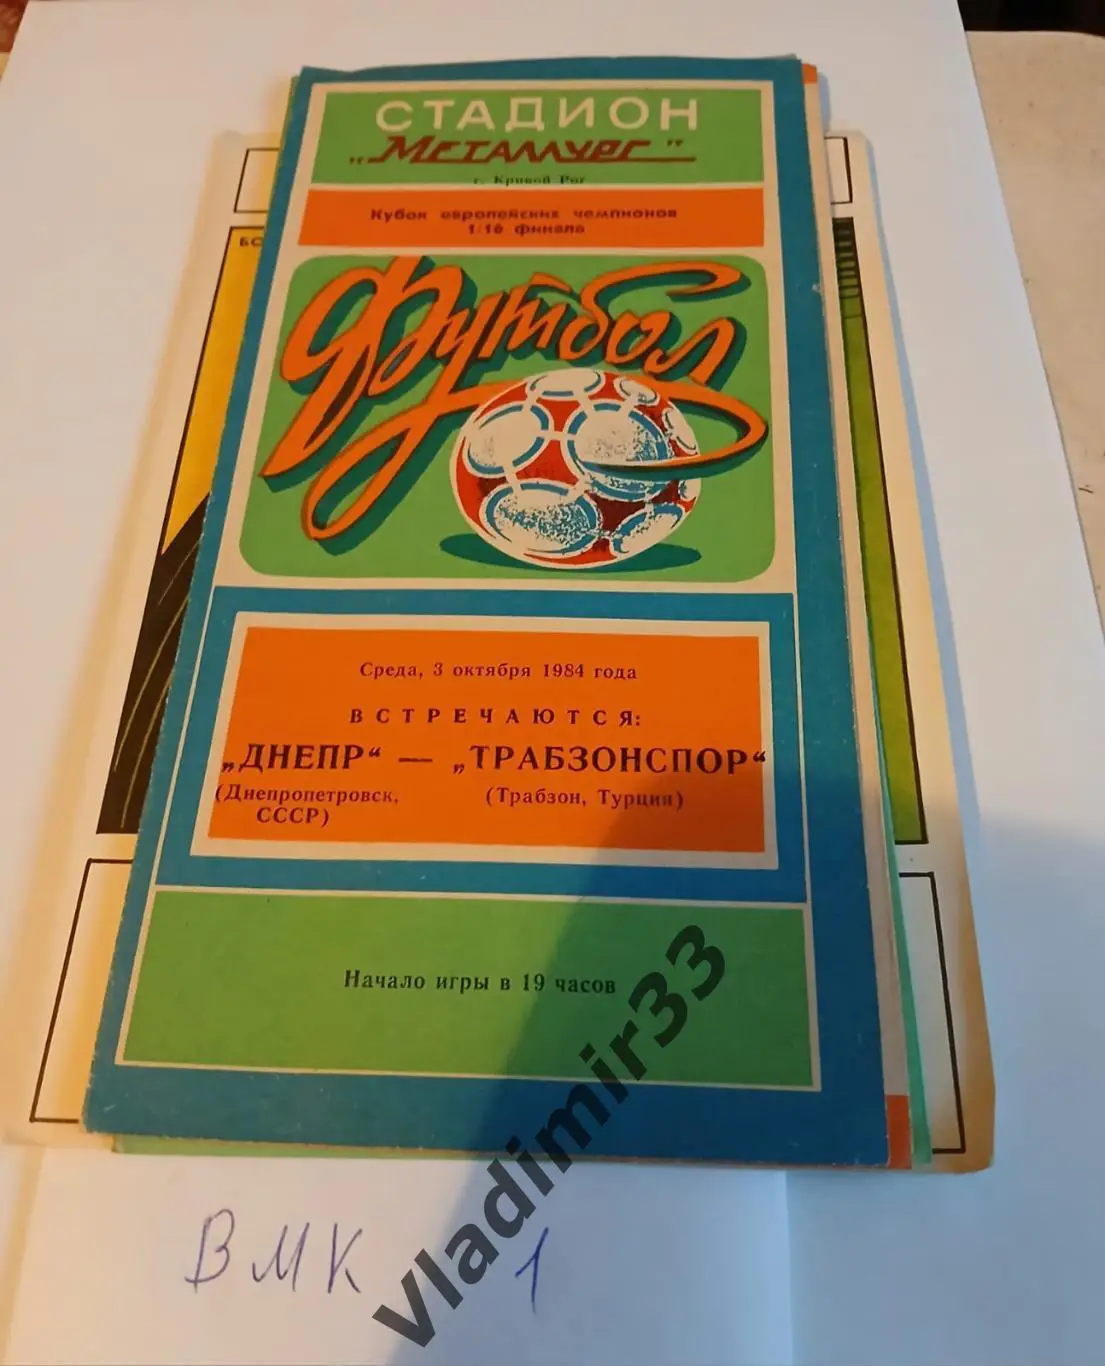 СТАДИОН
„Металлург"
г. Кривой Рог
Кубок европейских чемпионов
1/16 финала
БО
Футбол
Среда, 3 октября 1984 года
ВСТРЕЧАЮТСЯ:
„ДНЕПР“ — „ТРАБЗОНСПОР“
(Днепропетровск, СССР)
(Трабзон, Турция)
Начало игры в 19 часов
vladimir33
ВМК 1